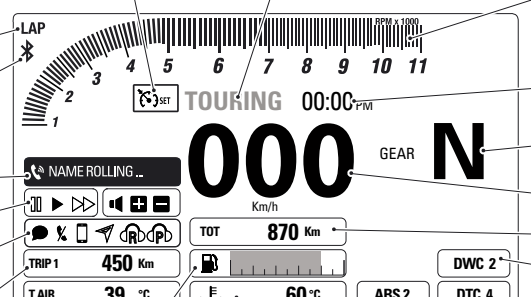 LAP
RPM x 1000
1 2 3 4 5 6 7 8 9 10 11
SET
TOURING 00:00 PM
000
Km/h
GEAR N
NAME ROLLING ...
R P
TOT 870 Km
TRIP 1 450 Km
DWC 2
T.AIR 39 °C
E 60 °C
ABS 2
DTC 4